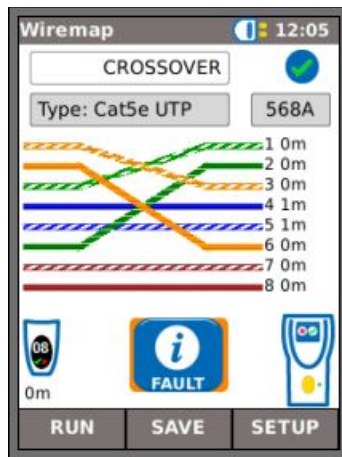 Wiremap 12:05
CROSSOVER
Type: Cat5e UTP 568A
1 0m
2 0m
3 0m
4 1m
5 1m
6 0m
7 0m
8 0m
08
i
FAULT
0m
RUN SAVE SETUP